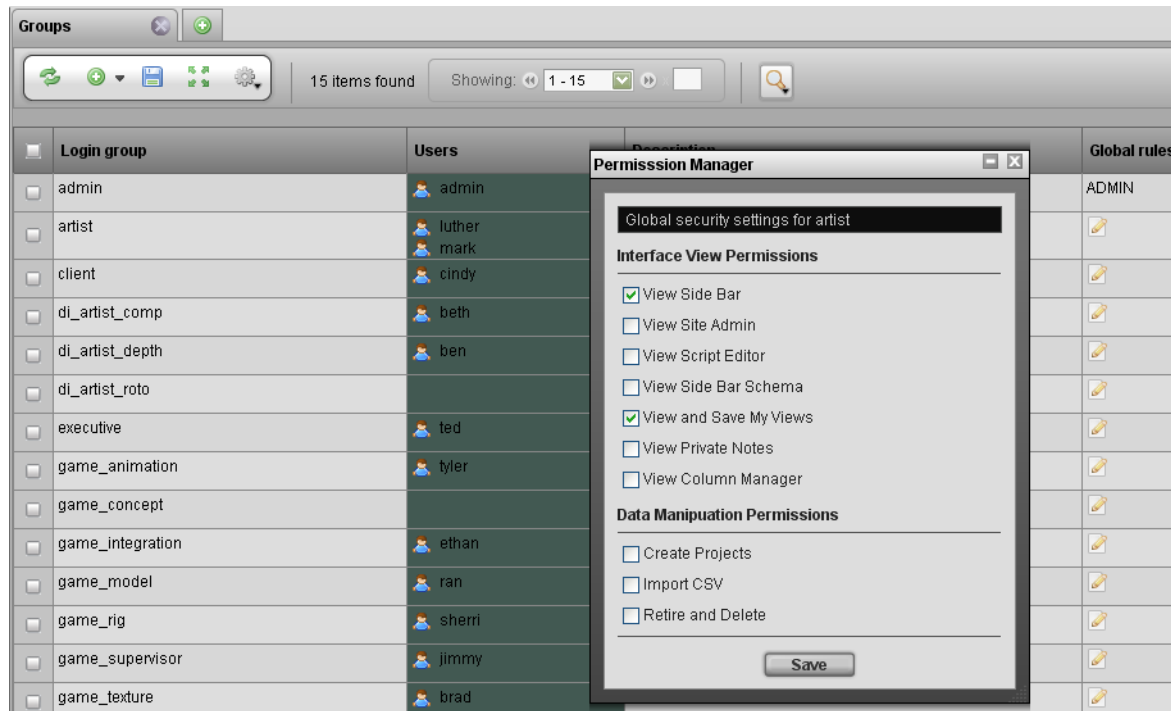 Groups
15 items found
Showing: 1 - 15
Login group Users Description Global rules
admin admin ADMIN
artist luther
mark
client cindy
di_artist_comp beth
di_artist_depth ben
di_artist_roto
executive ted
game_animation tyler
game_concept
game_integration ethan
game_model ran
game_rig sherri
game_supervisor jimmy
game_texture brad
Permisssion Manager
Global security settings for artist
Interface View Permissions
View Side Bar
View Site Admin
View Script Editor
View Side Bar Schema
View and Save My Views
View Private Notes
View Column Manager
Data Manipuation Permissions
Create Projects
Import CSV
Retire and Delete
Save